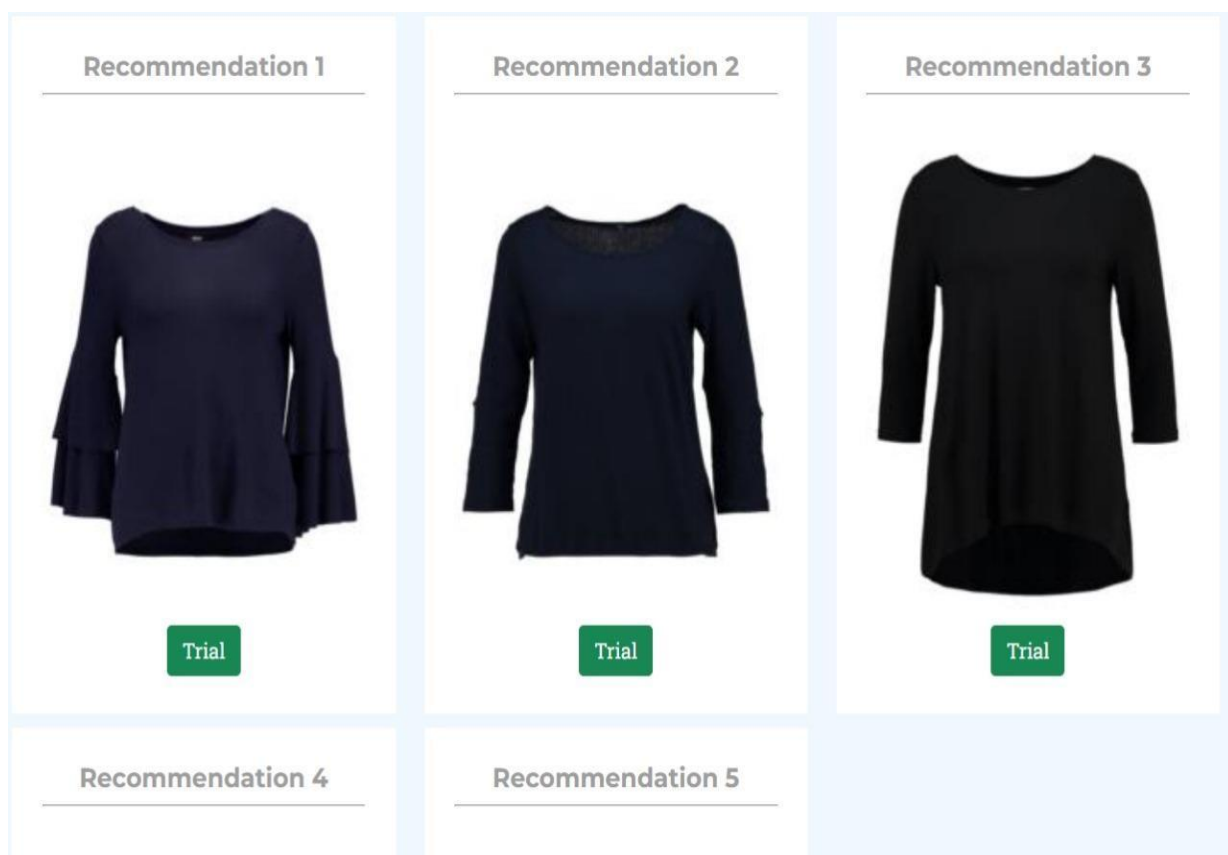 Recommendation 1
Recommendation 2
Recommendation 3
Trial
Trial
Trial
Recommendation 4
Recommendation 5